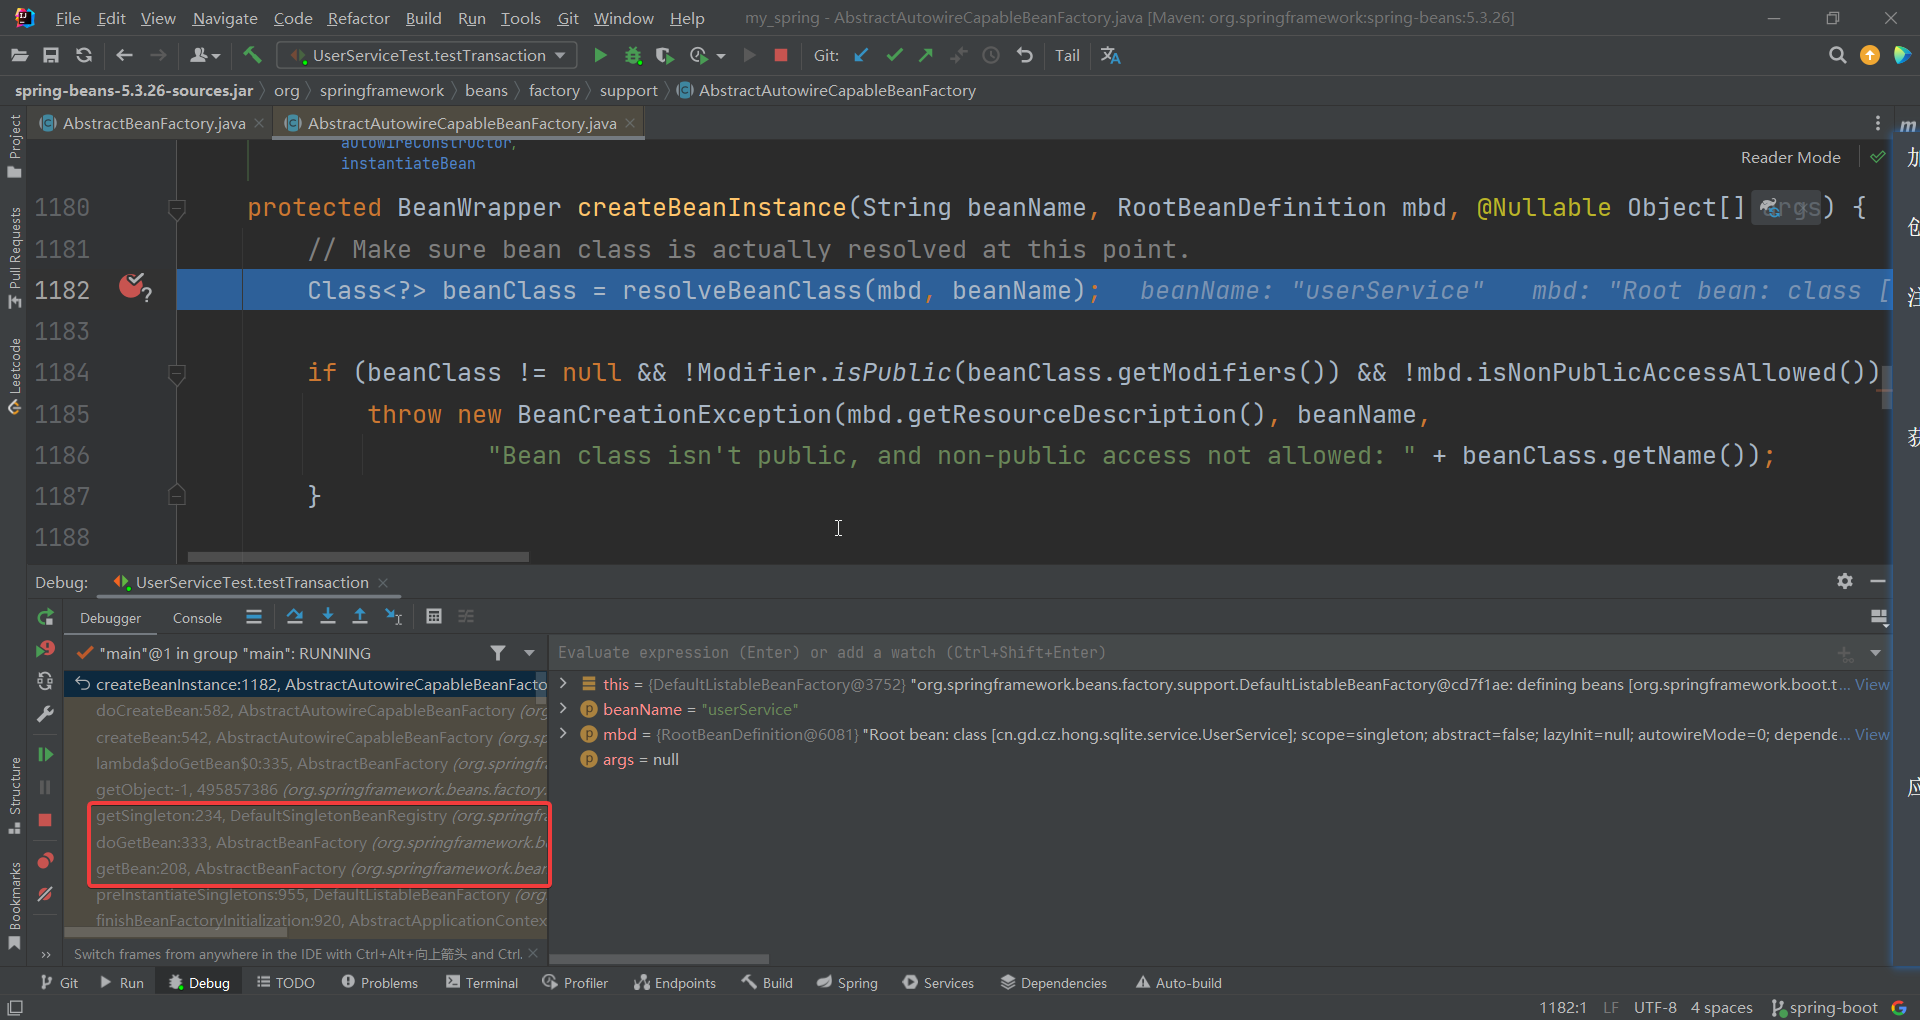 File Edit View Navigate Code Refactor Build Run Tools Git Window Help my_spring - AbstractAutowireCapableBeanFactory.java [Maven: org.springframework:spring-beans:5.3.26]
UserServiceTest.testTransaction Git: Tail
spring-beans-5.3.26-sources.jar org springframework beans factory support AbstractAutowireCapableBeanFactory
AbstractBeanFactory.java AbstractAutowireCapableBeanFactory.java
Project
Pull Requests
Leetcode
Structure
Bookmarks
autowireConstructor,
instantiateBean
Reader Mode
1180 protected BeanWrapper createBeanInstance(String beanName, RootBeanDefinition mbd, @Nullable Object[] args) {
1181 // Make sure bean class is actually resolved at this point.
1182 Class<?> beanClass = resolveBeanClass(mbd, beanName); beanName: "userService" mbd: "Root bean: class [
1183
1184 if (beanClass != null && !Modifier.isPublic(beanClass.getModifiers()) && !mbd.isNonPublicAccessAllowed())
1185 throw new BeanCreationException(mbd.getResourceDescription(), beanName,
1186 "Bean class isn't public, and non-public access not allowed: " + beanClass.getName());
1187 }
1188
Debug: UserServiceTest.testTransaction
Debugger Console
"main"@1 in group "main": RUNNING
createBeanInstance:1182, AbstractAutowireCapableBeanFacto
doCreateBean:582, AbstractAutowireCapableBeanFactory (org
createBean:542, AbstractAutowireCapableBeanFactory (org.sp
lambda$doGetBean$0:335, AbstractBeanFactory (org.springfr
getObject:-1, 495857386 (org.springframework.beans.factory.
getSingleton:234, DefaultSingletonBeanRegistry (org.springfra
doGetBean:333, AbstractBeanFactory (org.springframework.b
getBean:208, AbstractBeanFactory (org.springframework.bean
preInstantiateSingletons:955, DefaultListableBeanFactory (org
finishBeanFactoryInitialization:920, AbstractApplicationContex
Switch frames from anywhere in the IDE with Ctrl+Alt+向上箭头 and Ctrl.
Evaluate expression (Enter) or add a watch (Ctrl+Shift+Enter)
this = {DefaultListableBeanFactory@3752} "org.springframework.beans.factory.support.DefaultListableBeanFactory@cd7f1ae: defining beans [org.springframework.boot.t... View
beanName = "userService"
mbd = {RootBeanDefinition@6081} "Root bean: class [cn.gd.cz.hong.sqlite.service.UserService]; scope=singleton; abstract=false; lazyInit=null; autowireMode=0; depende... View
args = null
Git Run Debug TODO Problems Terminal Profiler Endpoints Build Spring Services Dependencies Auto-build
1182:1 LF UTF-8 4 spaces spring-boot